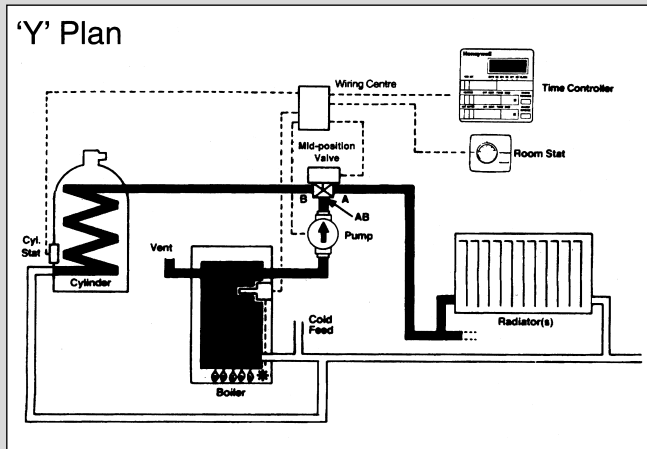 ‘Y’ Plan
Honeywell
Wiring Centre
Time Controller
Mid-position
Valve
Room Stat
B
A
AB
Pump
Cyl.
Stat
Vent
Cylinder
Cold
Feed
Radiator(s)
Boiler